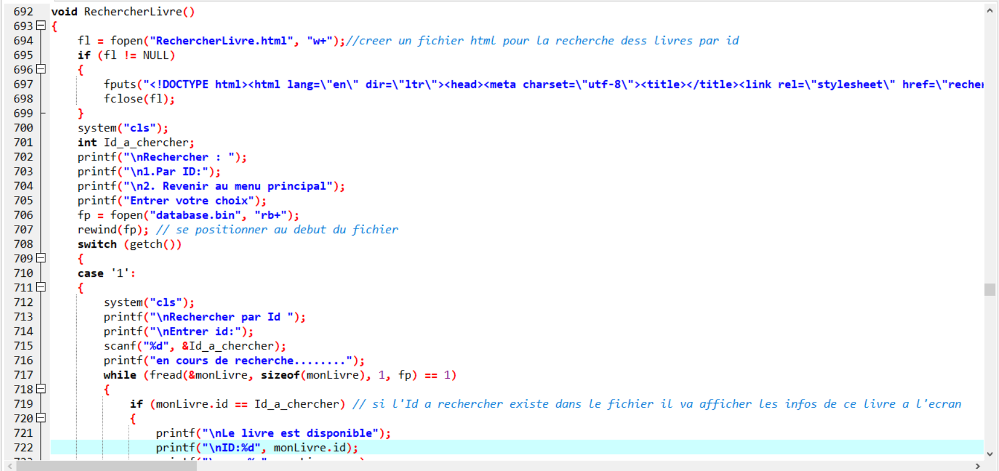 692 void RechercherLivre()
693 {
694 fl = fopen("RechercherLivre.html", "w+");//creer un fichier html pour la recherche dess livres par id
695 if (fl != NULL)
696 {
697 fputs("<!DOCTYPE html><html lang=\"en\" dir=\"ltr\"><head><meta charset=\"utf-8\"><title></title><link rel=\"stylesheet\" href=\"recher
698 fclose(fl);
699 }
700 system("cls");
701 int Id_a_chercher;
702 printf("\nRechercher : ");
703 printf("\n1.Par ID:");
704 printf("\n2. Revenir au menu principal");
705 printf("Entrer votre choix");
706 fp = fopen("database.bin", "rb+");
707 rewind(fp); // se positionner au debut du fichier
708 switch (getch())
709 {
710 case '1':
711 {
712 system("cls");
713 printf("\nRechercher par Id ");
714 printf("\nEntrer id:");
715 scanf("%d", &Id_a_chercher);
716 printf("en cours de recherche........");
717 while (fread(&monLivre, sizeof(monLivre), 1, fp) == 1)
718 {
719 if (monLivre.id == Id_a_chercher) // si l'Id a rechercher existe dans le fichier il va afficher les infos de ce livre a l'ecran
720 {
721 printf("\nLe livre est disponible");
722 printf("\nID:%d", monLivre.id);